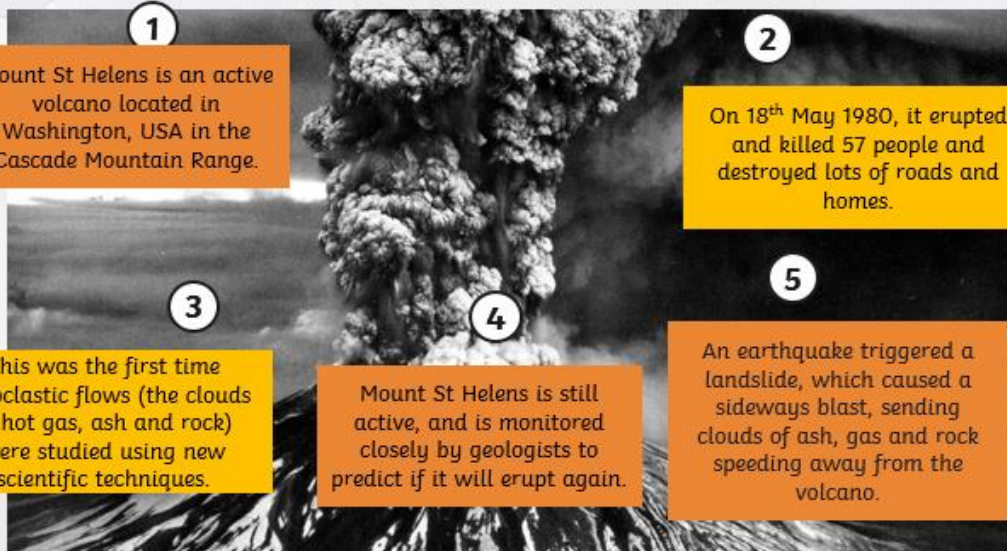 1
ount St Helens is an active
volcano located in
Washington, USA in the
Cascade Mountain Range.
2
On 18th May 1980, it erupted
and killed 57 people and
destroyed lots of roads and
homes.
3
his was the first time
oclastic flows (the clouds
hot gas, ash and rock)
ere studied using new
scientific techniques.
4
Mount St Helens is still
active, and is monitored
closely by geologists to
predict if it will erupt again.
5
An earthquake triggered a
landslide, which caused a
sideways blast, sending
clouds of ash, gas and rock
speeding away from the
volcano.